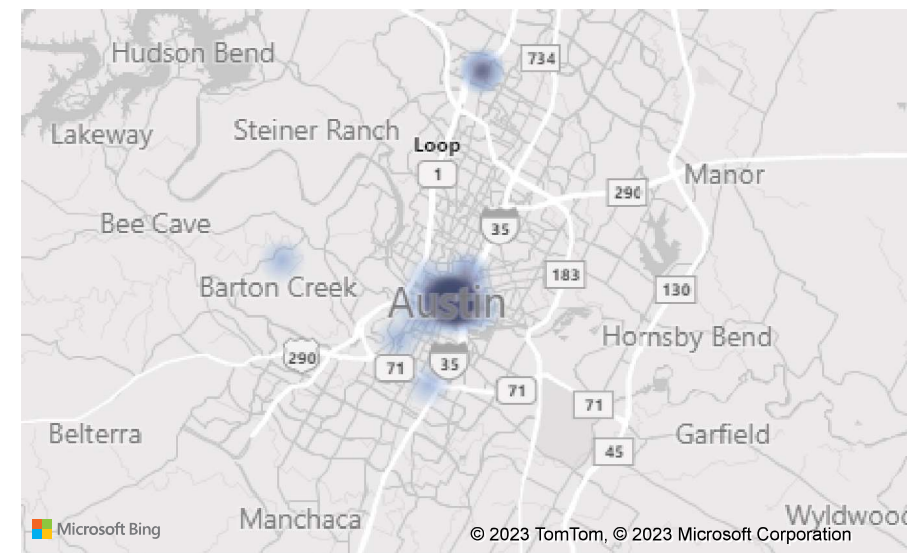 Hudson Bend
734
Lakeway
Steiner Ranch
Loop
1
Manor
290
Bee Cave
35
183
Barton Creek
130
Austin
Hornsby Bend
290
71
35
71
71
Belterra
Garfield
45
Manchaca
Wyldwood
Microsoft Bing
© 2023 TomTom, © 2023 Microsoft Corporation